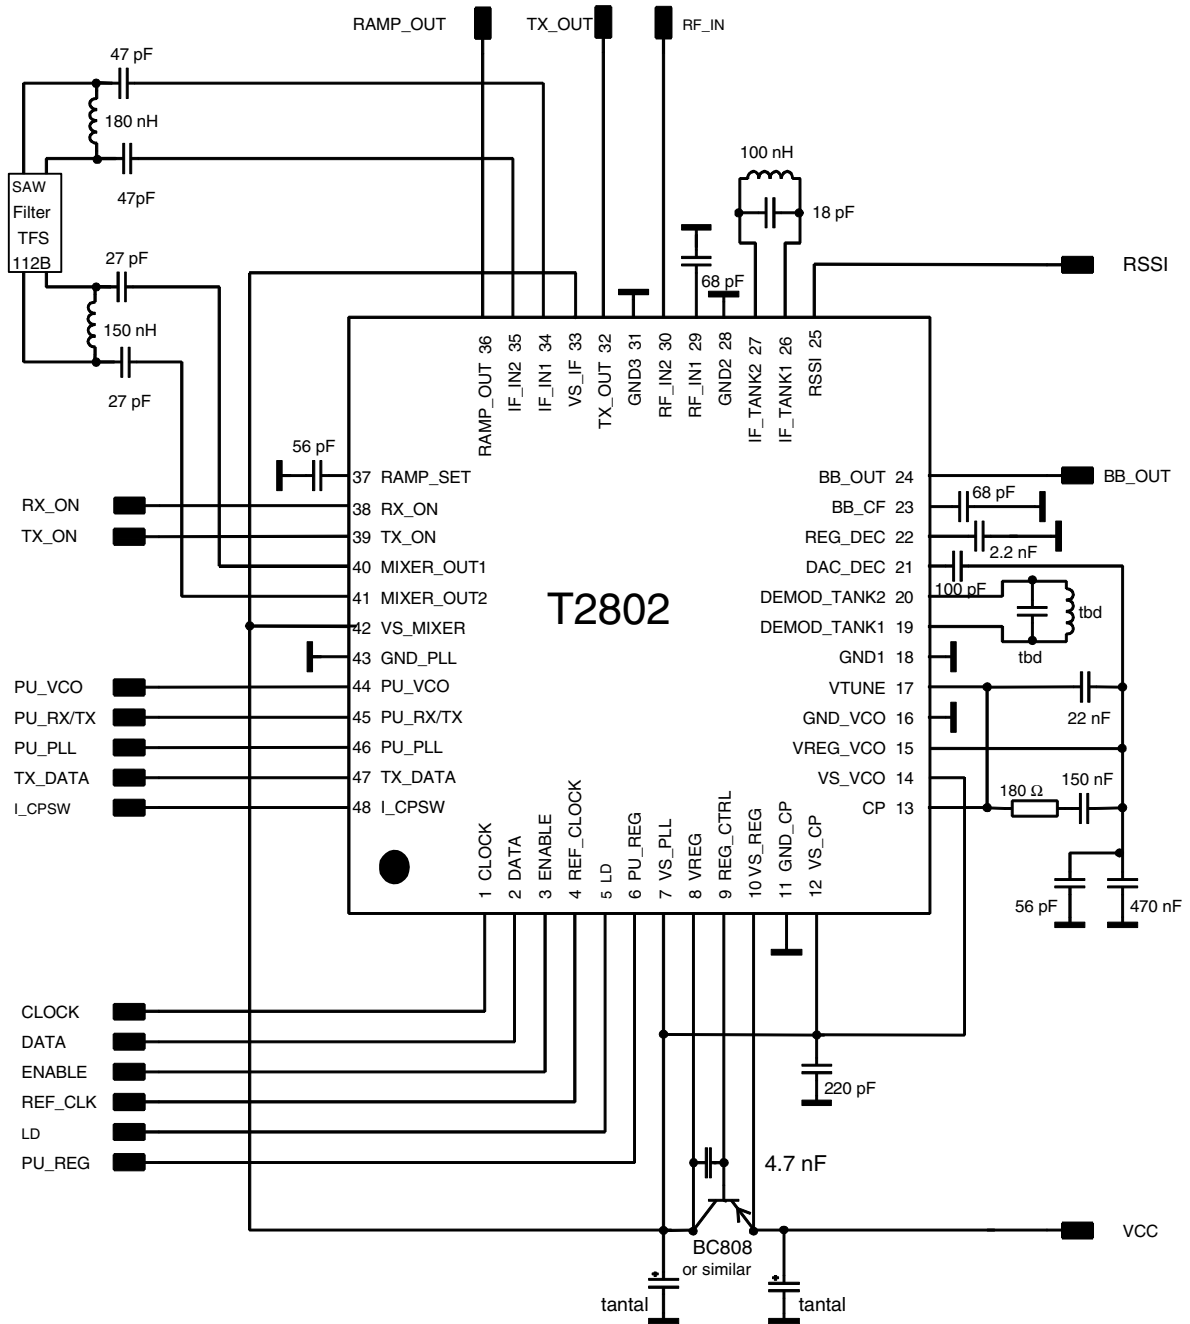 RAMP_OUT
TX_OUT
RF_IN
47 pF
180 nH
47pF
SAW
Filter
TFS
112B
27 pF
150 nH
27 pF
100 nH
18 pF
68 pF
RSSI
RAMP_OUT 36
IF_IN2 35
IF_IN1 34
VS_IF 33
TX_OUT 32
GND3 31
RF_IN2 30
RF_IN1 29
GND2 28
IF_TANK2 27
IF_TANK1 26
RSSI 25
56 pF
37 RAMP_SET
RX_ON
38 RX_ON
TX_ON
39 TX_ON
40 MIXER_OUT1
41 MIXER_OUT2
42 VS_MIXER
43 GND_PLL
PU_VCO
44 PU_VCO
PU_RX/TX
45 PU_RX/TX
PU_PLL
46 PU_PLL
TX_DATA
47 TX_DATA
I_CPSW
48 I_CPSW
T2802
BB_OUT 24
BB_OUT
BB_CF 23
68 pF
REG_DEC 22
2.2 nF
DAC_DEC 21
100 pF
DEMOD_TANK2 20
tbd
DEMOD_TANK1 19
tbd
GND1 18
VTUNE 17
22 nF
GND_VCO 16
VREG_VCO 15
VS_VCO 14
180 Ω
150 nF
CP 13
56 pF
470 nF
1 CLOCK
2 DATA
3 ENABLE
4 REF_CLOCK
5 LD
6 PU_REG
7 VS_PLL
8 VREG
9 REG_CTRL
10 VS_REG
11 GND_CP
12 VS_CP
CLOCK
DATA
ENABLE
REF_CLK
LD
PU_REG
220 pF
4.7 nF
BC808
or similar
VCC
+
tantal
+
tantal